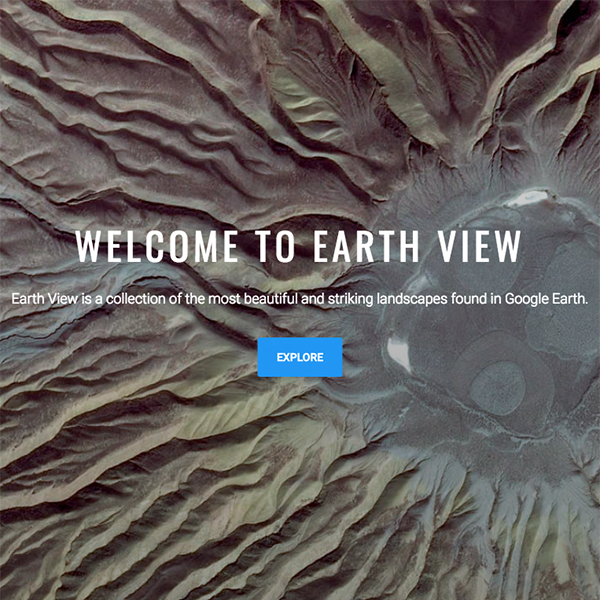 WELCOME TO EARTH VIEW
Earth View is a collection of the most beautiful and striking landscapes found in Google Earth.
EXPLORE